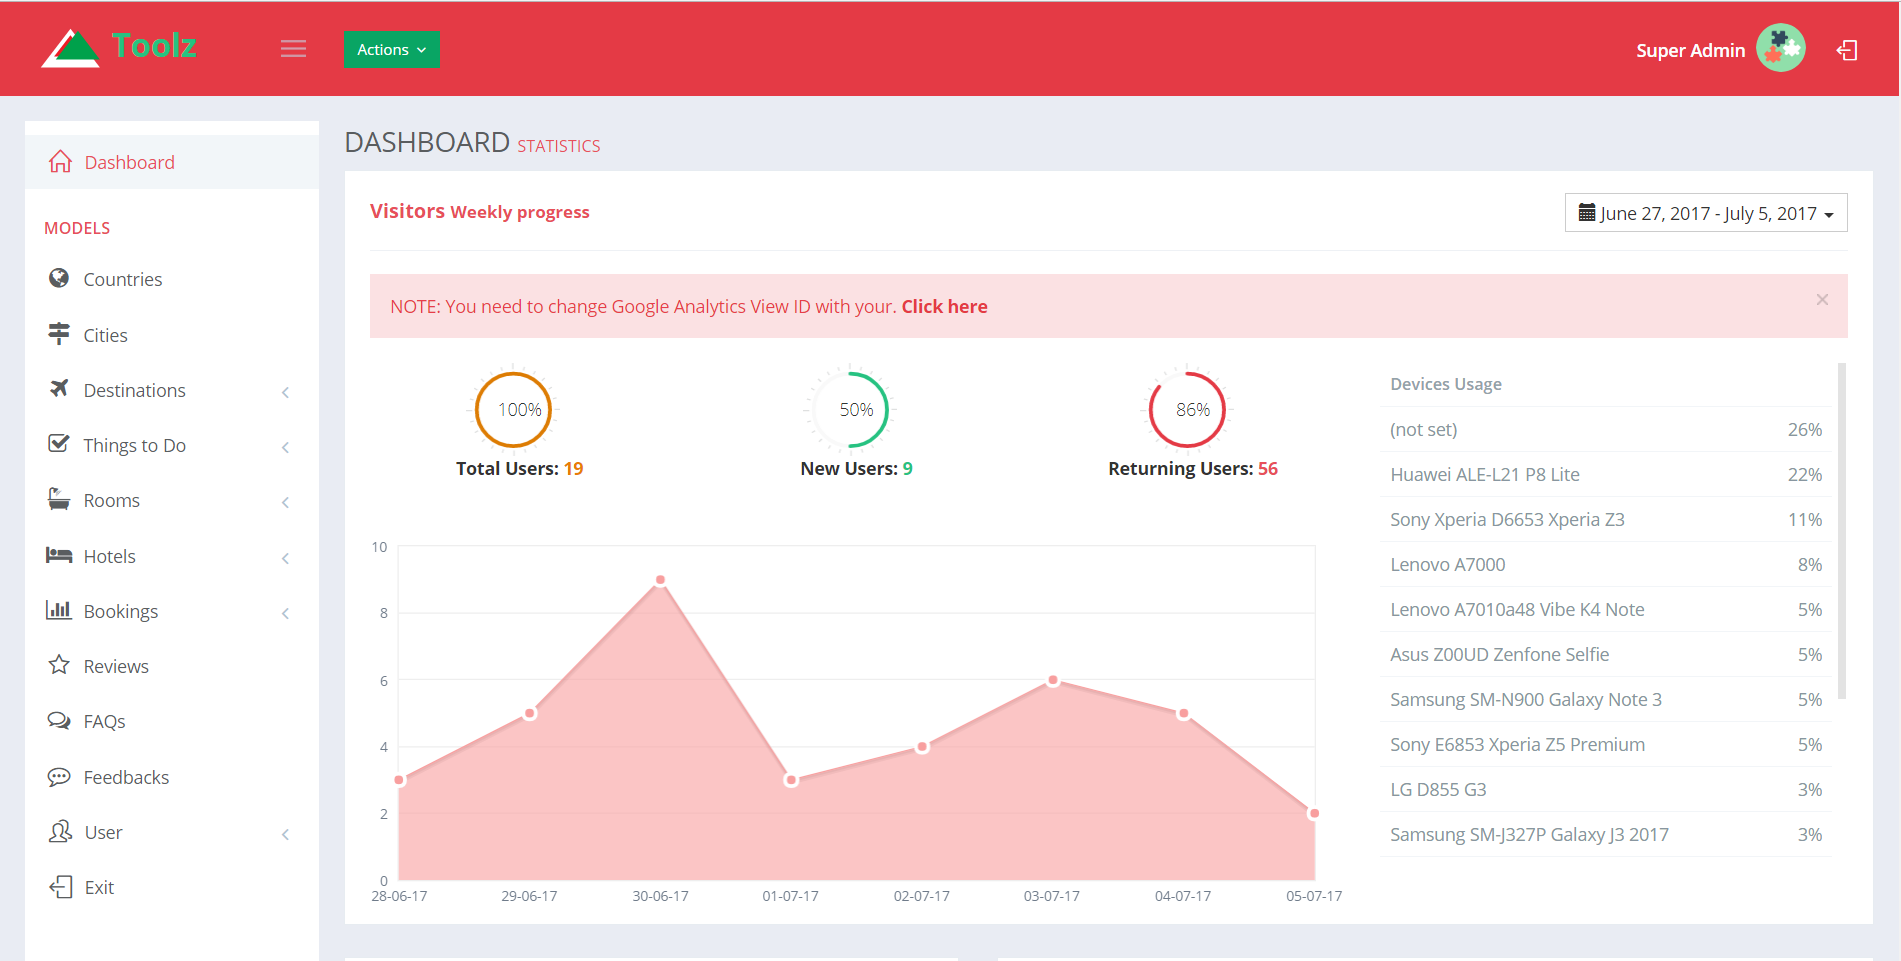 Toolz
Actions
Super Admin
Dashboard
MODELS
Countries
Cities
Destinations
Things to Do
Rooms
Hotels
Bookings
Reviews
FAQs
Feedbacks
User
Exit
DASHBOARD STATISTICS
Visitors Weekly progress
June 27, 2017 - July 5, 2017
NOTE: You need to change Google Analytics View ID with your. Click here
×
100%
Total Users: 19
50%
New Users: 9
86%
Returning Users: 56
10
8
6
4
2
0
28-06-17 29-06-17 30-06-17 01-07-17 02-07-17 03-07-17 04-07-17 05-07-17
Devices Usage
(not set) 26%
Huawei ALE-L21 P8 Lite 22%
Sony Xperia D6653 Xperia Z3 11%
Lenovo A7000 8%
Lenovo A7010a48 Vibe K4 Note 5%
Asus Z00UD Zenfone Selfie 5%
Samsung SM-N900 Galaxy Note 3 5%
Sony E6853 Xperia Z5 Premium 5%
LG D855 G3 3%
Samsung SM-J327P Galaxy J3 2017 3%